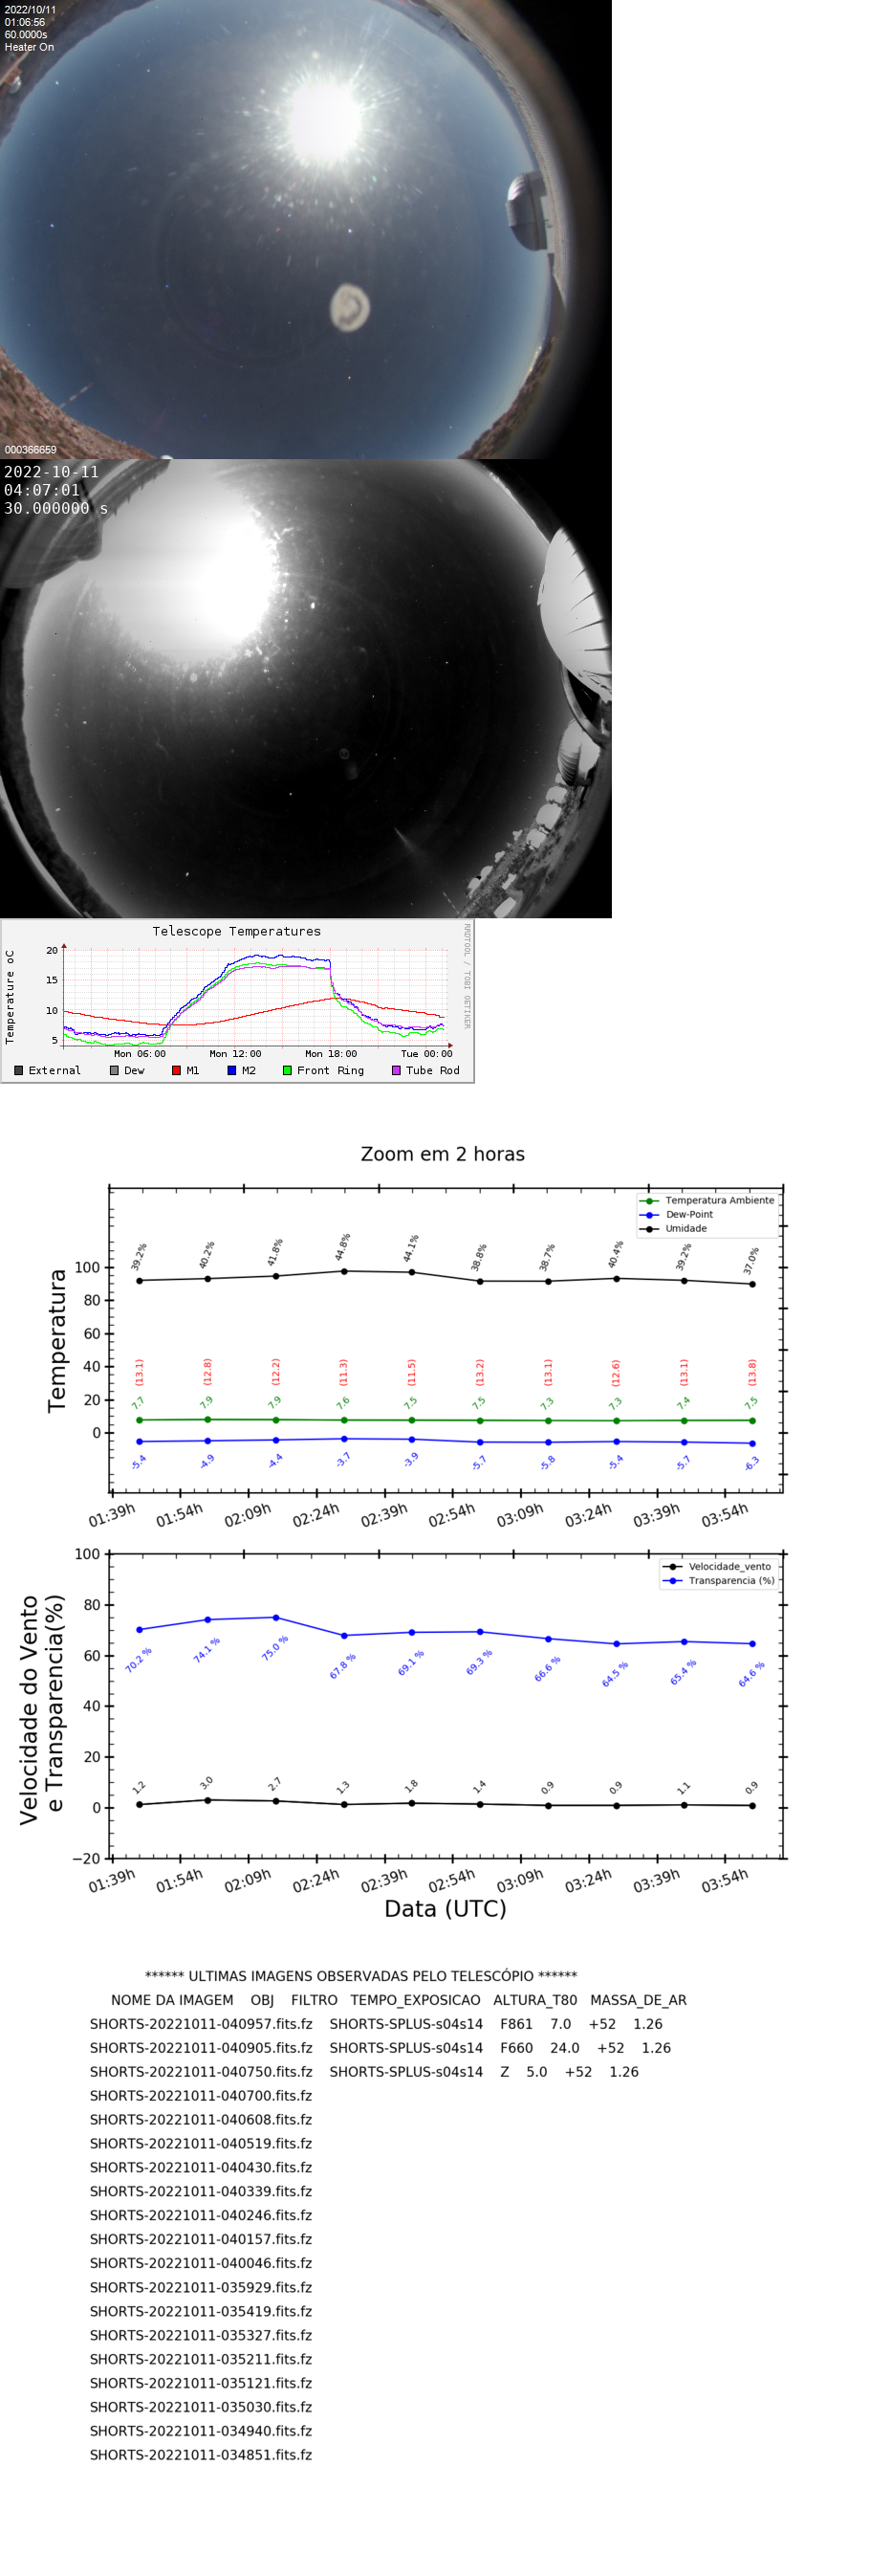 2022/10/11
01:06:56
60.0000s
Heater On
000366659
2022-10-11
04:07:01
30.000000 s
Telescope Temperatures
RRDTOOL / TOBI OETIKER
Temperature oC
20
15
10
5
Mon 06:00 Mon 12:00 Mon 18:00 Tue 00:00
External Dew M1 M2 Front Ring Tube Rod
Zoom em 2 horas
Temperatura Ambiente
Dew-Point
Umidade
Temperatura
100
80
60
40
20
0
39.2% 40.2% 41.8% 44.8% 44.1% 38.8% 38.7% 40.4% 39.2% 37.0%
(13.1) (12.8) (12.2) (11.3) (11.5) (13.2) (13.1) (12.6) (13.1) (13.8)
7.7 7.9 7.9 7.6 7.5 7.5 7.3 7.3 7.4 7.5
-5.4 -4.9 -4.4 -3.7 -3.9 -5.7 -5.8 -5.4 -5.7 -6.3
01:39h 01:54h 02:09h 02:24h 02:39h 02:54h 03:09h 03:24h 03:39h 03:54h
Velocidade_vento
Transparencia (%)
Velocidade do Vento
e Transparencia(%)
100
80
60
40
20
0
−20
70.2 % 74.1 % 75.0 % 67.8 % 69.1 % 69.3 % 66.6 % 64.5 % 65.4 % 64.6 %
1.2 3.0 2.7 1.3 1.8 1.4 0.9 0.9 1.1 0.9
01:39h 01:54h 02:09h 02:24h 02:39h 02:54h 03:09h 03:24h 03:39h 03:54h
Data (UTC)
****** ULTIMAS IMAGENS OBSERVADAS PELO TELESCÓPIO ******
NOME DA IMAGEM OBJ FILTRO TEMPO_EXPOSICAO ALTURA_T80 MASSA_DE_AR
SHORTS-20221011-040957.fits.fz SHORTS-SPLUS-s04s14 F861 7.0 +52 1.26
SHORTS-20221011-040905.fits.fz SHORTS-SPLUS-s04s14 F660 24.0 +52 1.26
SHORTS-20221011-040750.fits.fz SHORTS-SPLUS-s04s14 Z 5.0 +52 1.26
SHORTS-20221011-040700.fits.fz
SHORTS-20221011-040608.fits.fz
SHORTS-20221011-040519.fits.fz
SHORTS-20221011-040430.fits.fz
SHORTS-20221011-040339.fits.fz
SHORTS-20221011-040246.fits.fz
SHORTS-20221011-040157.fits.fz
SHORTS-20221011-040046.fits.fz
SHORTS-20221011-035929.fits.fz
SHORTS-20221011-035419.fits.fz
SHORTS-20221011-035327.fits.fz
SHORTS-20221011-035211.fits.fz
SHORTS-20221011-035121.fits.fz
SHORTS-20221011-035030.fits.fz
SHORTS-20221011-034940.fits.fz
SHORTS-20221011-034851.fits.fz